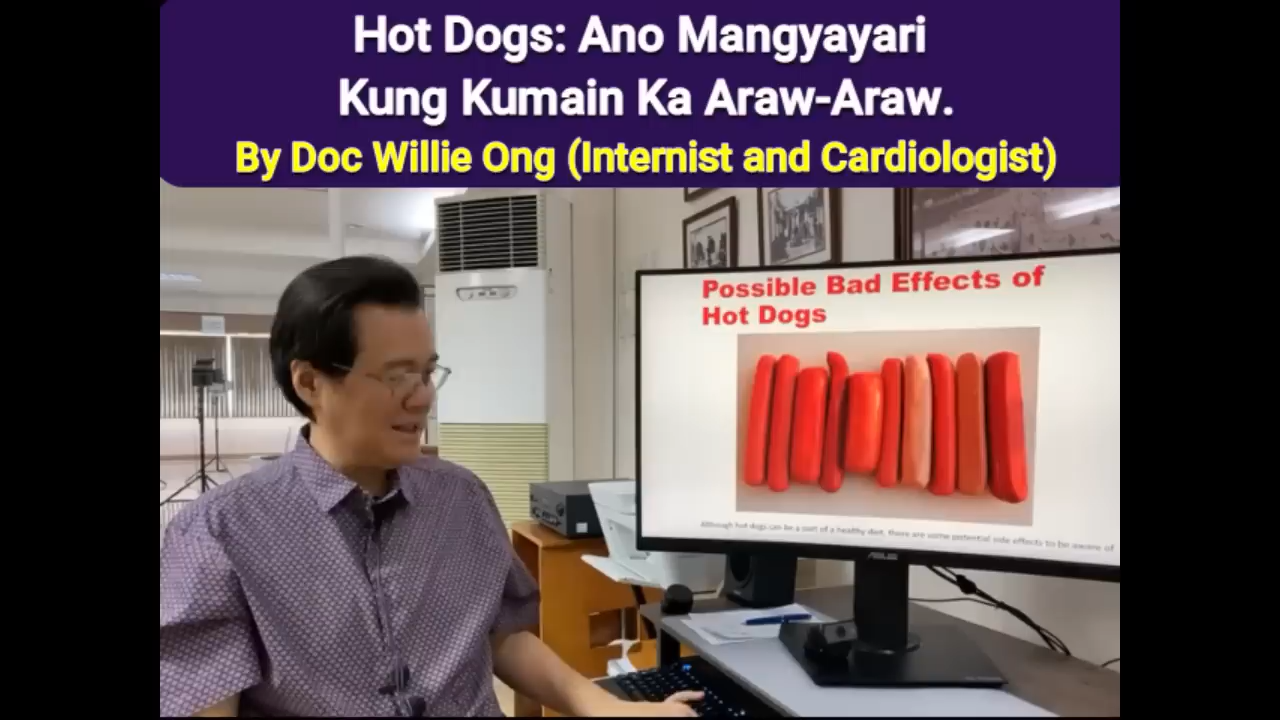 Hot Dogs: Ano Mangyayari
Kung Kumain Ka Araw-Araw.
By Doc Willie Ong (Internist and Cardiologist)
Possible Bad Effects of
Hot Dogs
Although hot dogs can be a part of a healthy diet, there are some potential side effects to be aware of
ASUS